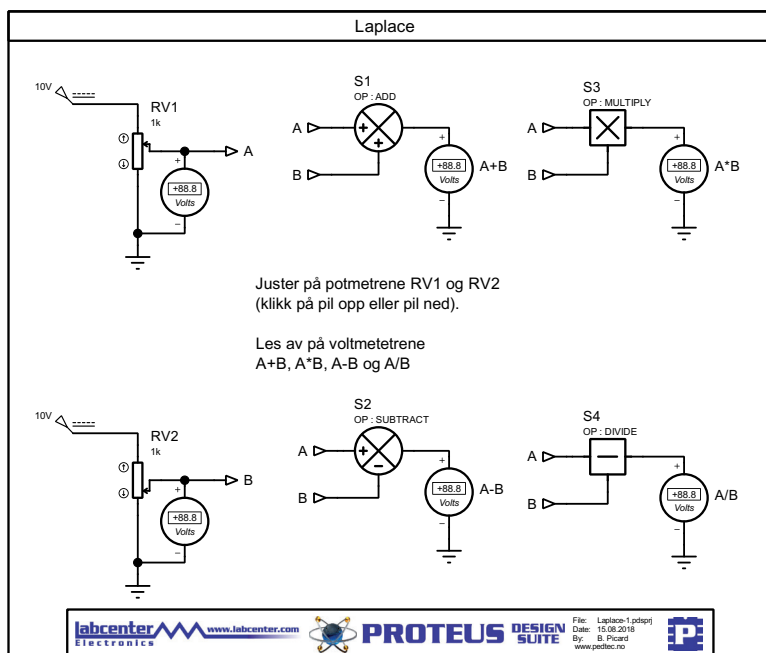 Laplace
10V
RV1
1k
A
+88.8
Volts
S1
OP : ADD
A
B
+88.8
Volts
A+B
S3
OP : MULTIPLY
A
B
+88.8
Volts
A*B
Juster på potmetrene RV1 og RV2
(klikk på pil opp eller pil ned).
Les av på voltmetetrene
A+B, A*B, A-B og A/B
10V
RV2
1k
B
+88.8
Volts
S2
OP : SUBTRACT
A
B
+88.8
Volts
A-B
S4
OP : DIVIDE
A
B
+88.8
Volts
A/B
labcenter www.labcenter.com
Electronics
PROTEUS DESIGN SUITE
File: Laplace-1.pdsprj
Date: 15.08.2018
By: B. Picard
www.pedtec.no
P